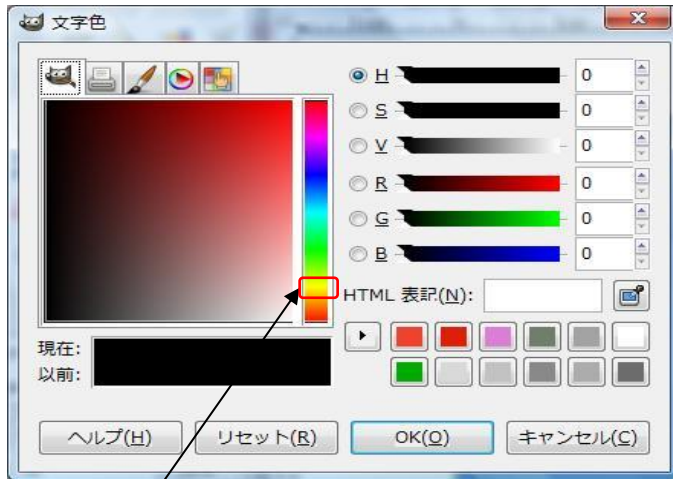 文字色
H 0
S 0
V 0
R 0
G 0
B 0
HTML 表記(N):
現在:
以前:
ヘルプ(H) リセット(R) OK(O) キャンセル(C)